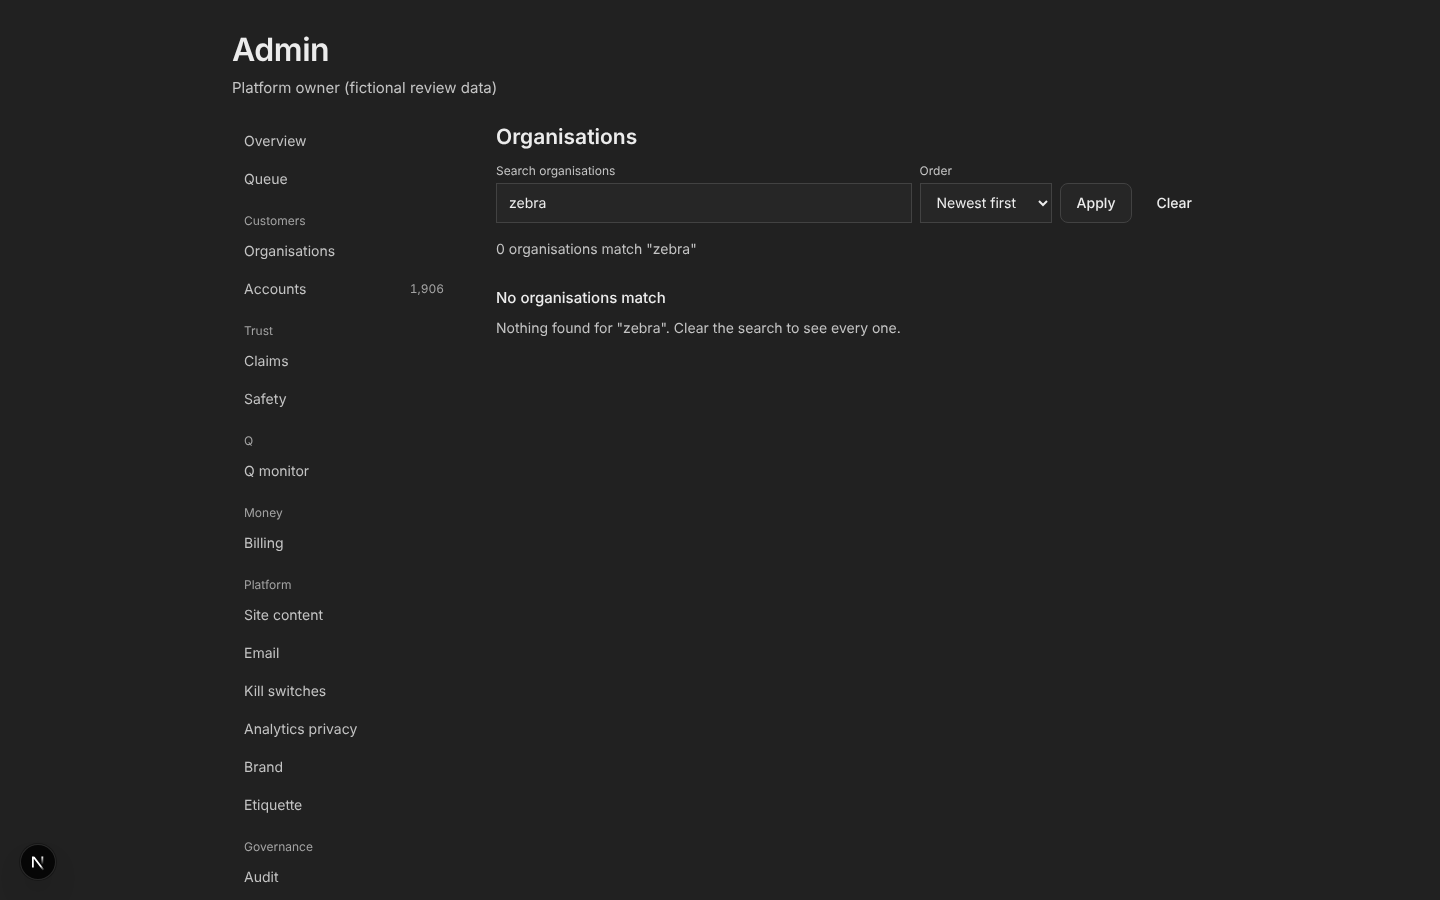 Admin
Platform owner (fictional review data)
Overview
Queue
Customers
Organisations
Accounts 1,906
Trust
Claims
Safety
Q
Q monitor
Money
Billing
Platform
Site content
Email
Kill switches
Analytics privacy
Brand
Etiquette
Governance
Audit
Organisations
Search organisations Order
zebra Newest first Apply Clear
0 organisations match "zebra"
No organisations match
Nothing found for "zebra". Clear the search to see every one.
N